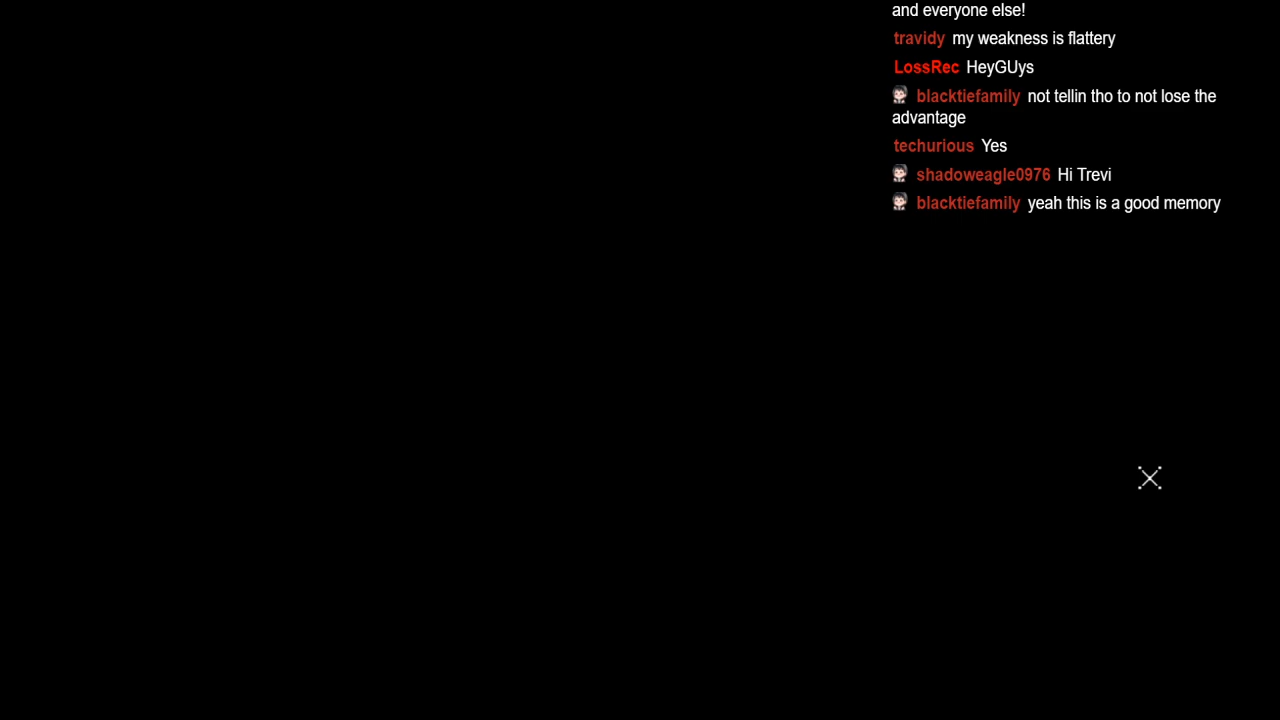 and everyone else!
travidy my weakness is flattery
LossRec HeyGUys
blacktiefamily not tellin tho to not lose the
advantage
techurious Yes
shadoweagle0976 Hi Trevi
blacktiefamily yeah this is a good memory